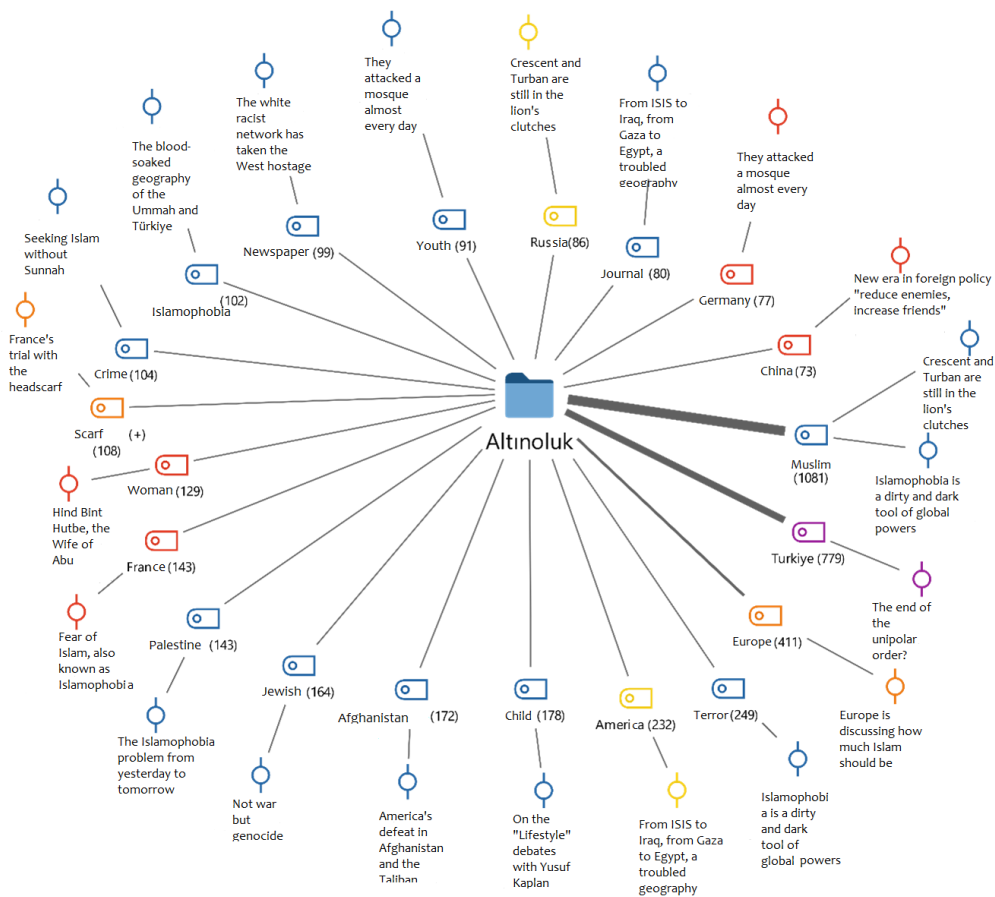 They
attacked a
mosque
almost
every day
Crescent and
Turban are
still in the
lion's
clutches
From ISIS to
Iraq, from
Gaza to
Egypt, a
troubled
geography
They attacked
a mosque
almost every
day
The white
racist
network has
taken the
West hostage
The blood-
soaked
geography
of the
Ummah and
Türkiye
Seeking Islam
without
Sunnah
France's
trial with
the
headscarf
Newspaper (99)
Youth (91)
Russia(86)
Journal (80)
Germany (77)
(102)
Islamophobia
Crime (104)
Scarf (+)
(108)
Woman (129)
Hind Bint
Hutbe, the
Wife of
Abu
France (143)
Fear of
Islam, also
known as
Islamophobia
Palestine (143)
The Islamophobia
problem from
yesterday to
tomorrow
Jewish (164)
Not war
but
genocide
Afghanistan (172)
America's
defeat in
Afghanistan
and the
Taliban
Child (178)
On the
"Lifestyle"
debates
with Yusuf
Kaplan
America (232)
From ISIS to
Iraq, from Gaza
to Egypt, a
troubled
geography
Terror(249)
Islamophobi
a is a dirty
and dark
tool of
global powers
Europe (411)
Europe is
discussing how
much Islam
should be
Turkiye (779)
The end of
the
unipolar
order?
Muslim
(1081)
Islamophobia is
a dirty and dark
tool of global
powers
Crescent and
Turban are
still in the
lion's
clutches
China (73)
New era in foreign policy
"reduce enemies,
increase friends"
Altınoluk